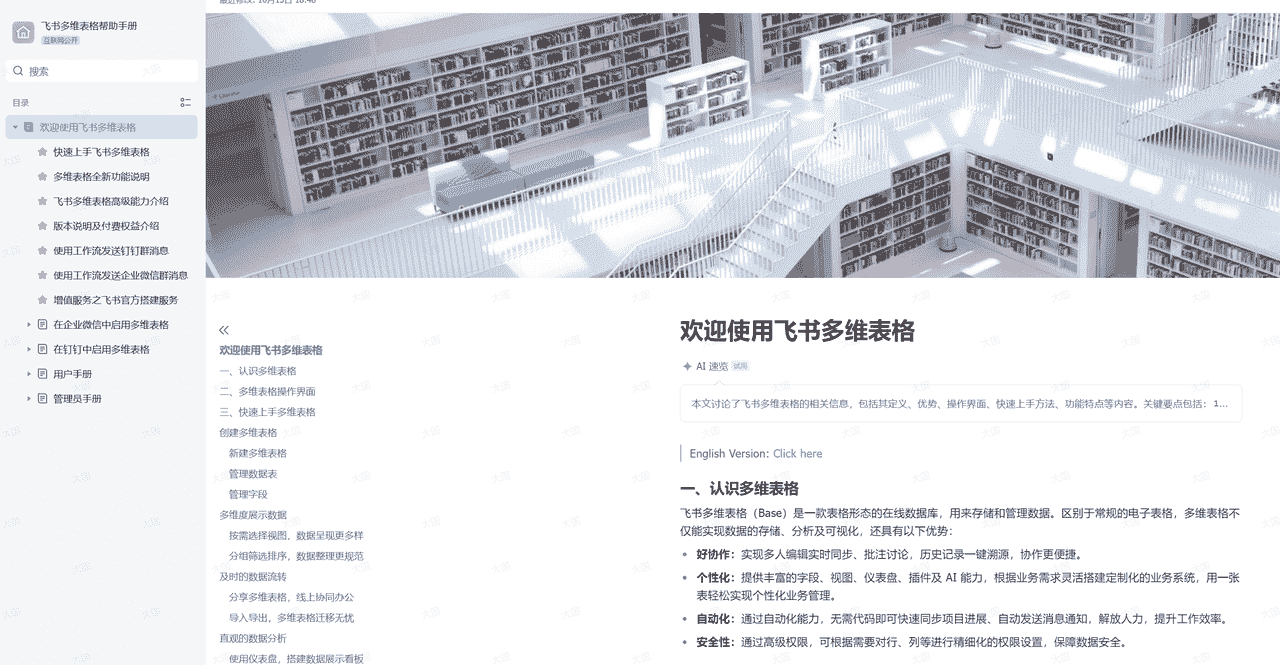 最近修改：10月15日 18:48
飞书多维表格帮助手册
互联网公开
搜索
目录
欢迎使用飞书多维表格
快速上手飞书多维表格
多维表格全新功能说明
飞书多维表格高级能力介绍
版本说明及付费权益介绍
使用工作流发送钉钉群消息
使用工作流发送企业微信群消息
增值服务之飞书官方搭建服务
在企业微信中启用多维表格
在钉钉中启用多维表格
用户手册
管理员手册
欢迎使用飞书多维表格
一、认识多维表格
二、多维表格操作界面
三、快速上手多维表格
创建多维表格
新建多维表格
管理数据表
管理字段
多维度展示数据
按需选择视图，数据呈现更多样
分组筛选排序，数据整理更规范
及时的数据流转
分享多维表格，线上协同办公
导入导出，多维表格迁移无忧
直观的数据分析
使用仪表盘，搭建数据展示看板
欢迎使用飞书多维表格
AI 速览 试用
本文讨论了飞书多维表格的相关信息，包括其定义、优势、操作界面、快速上手方法、功能特点等内容。关键要点包括： 1...
English Version: Click here
一、认识多维表格
飞书多维表格（Base）是一款表格形态的在线数据库，用来存储和管理数据。区别于常规的电子表格，多维表格不
仅能实现数据的存储、分析及可视化，还具有以下优势：
好协作：实现多人编辑实时同步、批注讨论，历史记录一键溯源，协作更便捷。
个性化：提供丰富的字段、视图、仪表盘、插件及 AI 能力，根据业务需求灵活搭建定制化的业务系统，用一张
表轻松实现个性化业务管理。
自动化：通过自动化能力，无需代码即可快速同步项目进展、自动发送消息通知，解放人力，提升工作效率。
安全性：通过高级权限，可根据需要对行、列等进行精细化的权限设置，保障数据安全。